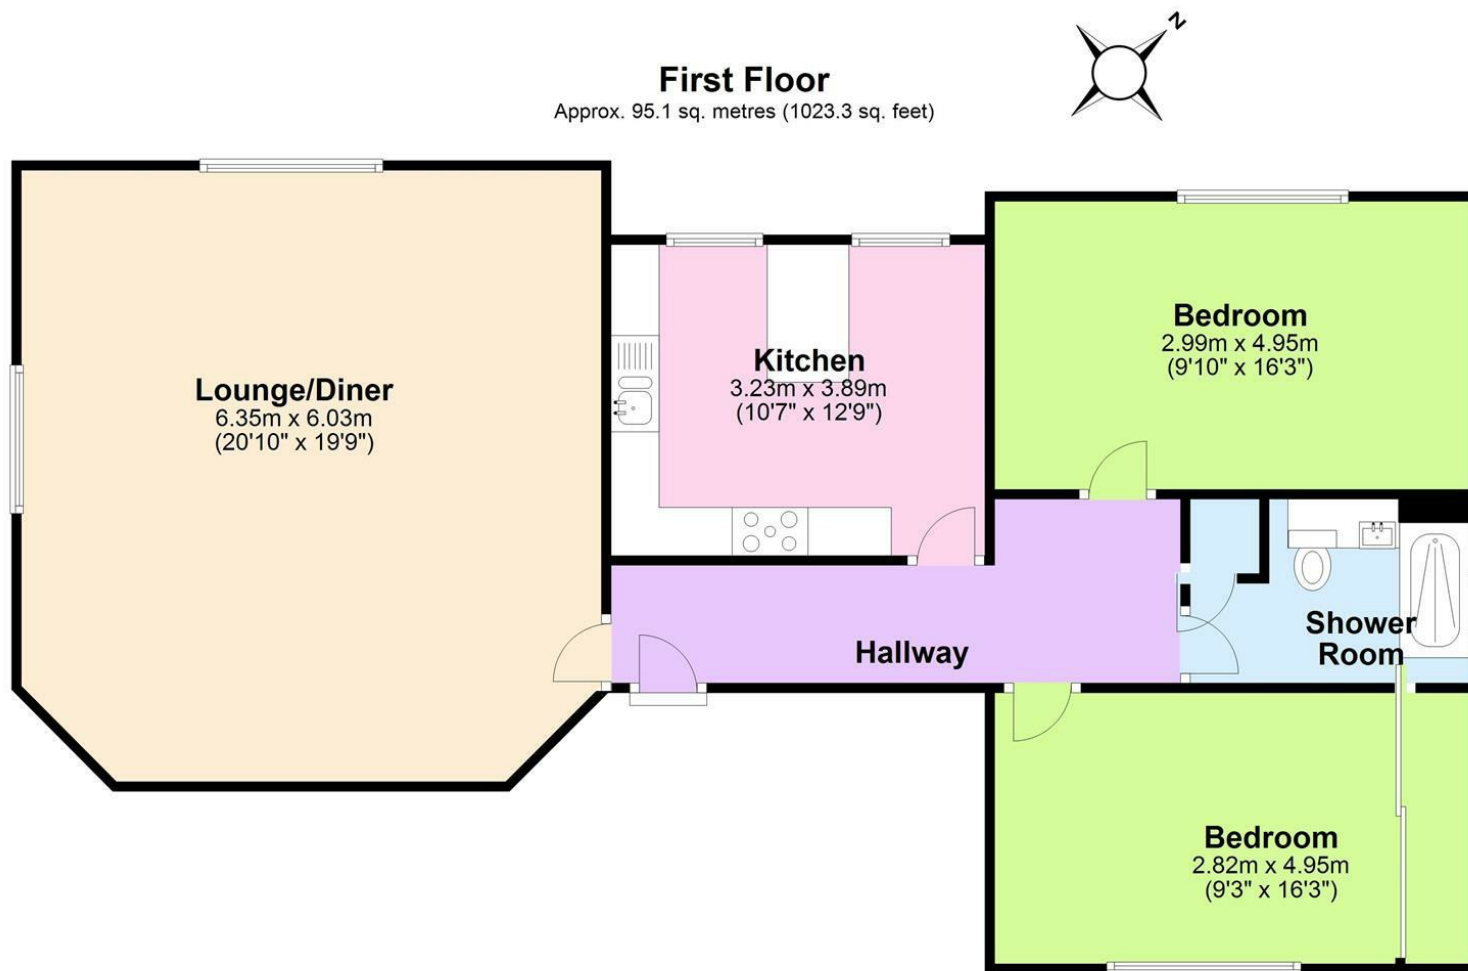 N
First Floor
Approx. 95.1 sq. metres (1023.3 sq. feet)
Lounge/Diner
6.35m x 6.03m
(20'10" x 19'9")
Kitchen
3.23m x 3.89m
(10'7" x 12'9")
Bedroom
2.99m x 4.95m
(9'10" x 16'3")
Hallway
Shower
Room
Bedroom
2.82m x 4.95m
(9'3" x 16'3")